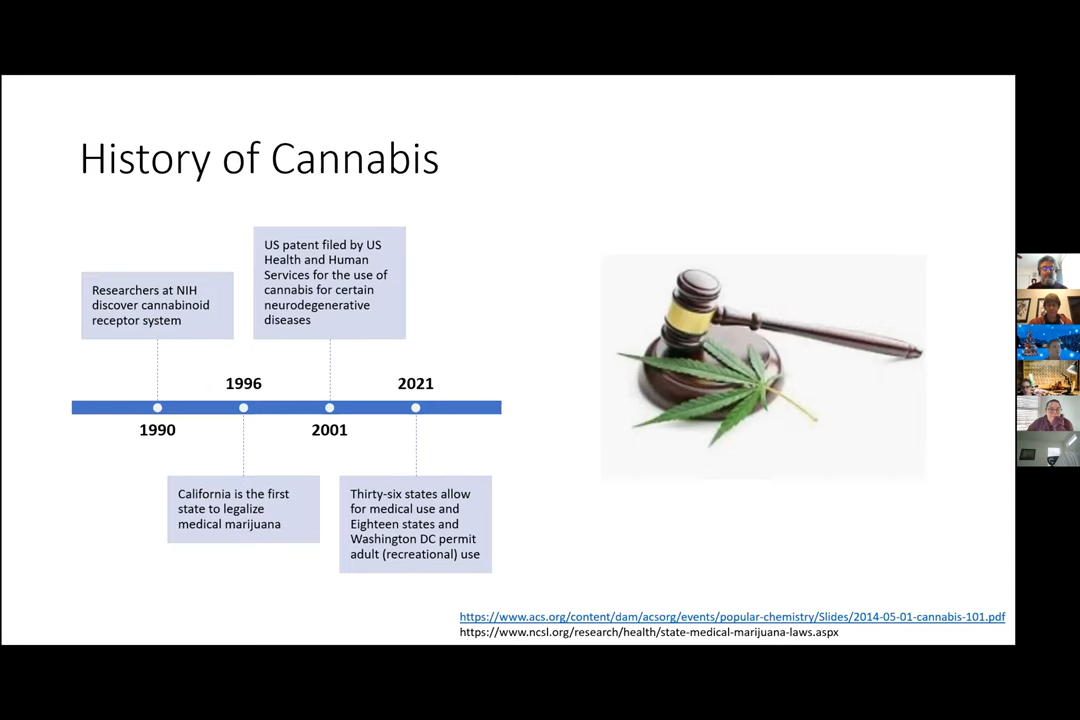 History of Cannabis
Researchers at NIH
discover cannabinoid
receptor system
US patent filed by US
Health and Human
Services for the use of
cannabis for certain
neurodegenerative
diseases
1996
2021
1990
2001
California is the first
state to legalize
medical marijuana
Thirty-six states allow
for medical use and
Eighteen states and
Washington DC permit
adult (recreational) use
https://www.acs.org/content/dam/acsorg/events/popular-chemistry/Slides/2014-05-01-cannabis-101.pdf
https://www.ncsl.org/research/health/state-medical-marijuana-laws.aspx